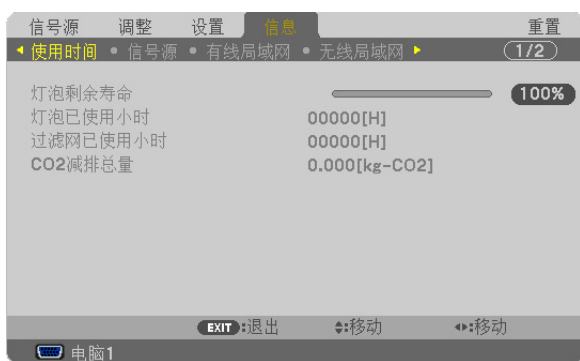 信号源 调整 设置 信息 重置
使用时间 • 信号源 • 有线局域网 • 无线局域网 1/2
灯泡剩余寿命 100%
灯泡已使用小时 00000[H]
过滤网已使用小时 00000[H]
CO2减排总量 0.000[kg-CO2]
EXIT:退出 :移动 :移动
电脑1